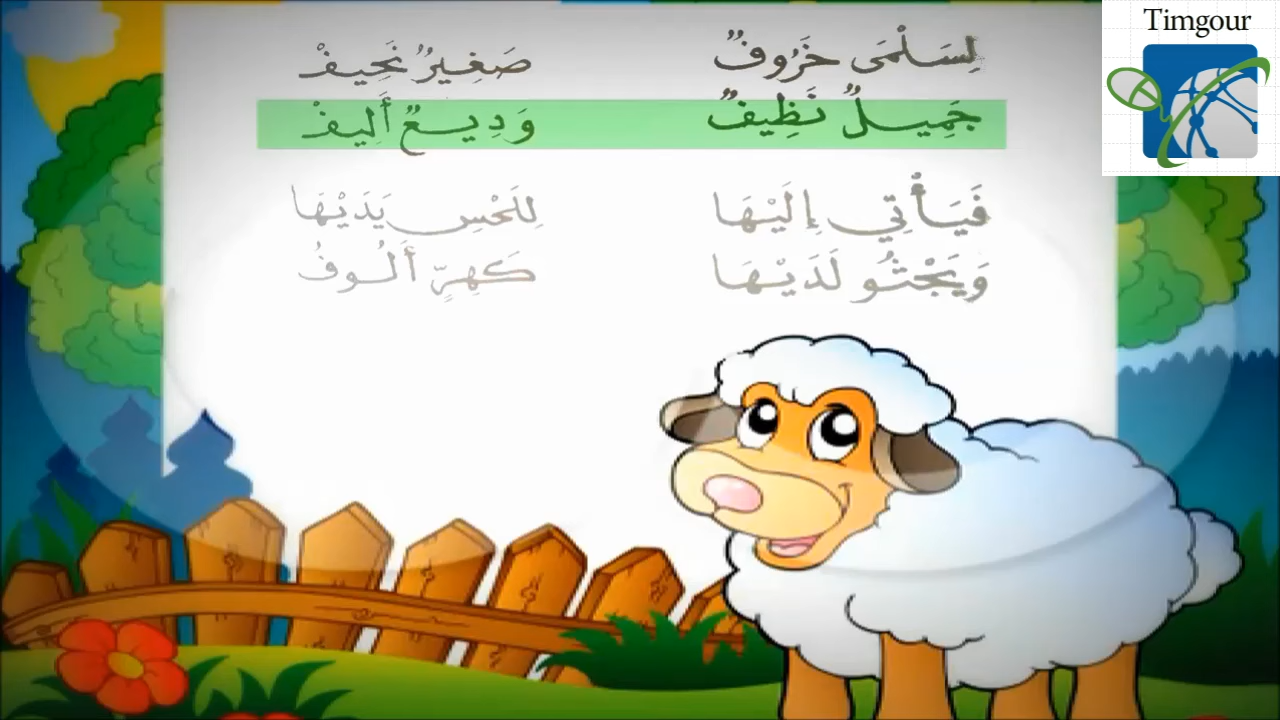 Timgour
لِسَلْمَى خَرُوفٌ صَغِيرٌ نَحِيفْ
جَمِيلٌ نَظِيفٌ وَدِيعٌ أَلِيفْ
فَيَأْتِي إِلَيْهَا لِلَحْسِ يَدَيْهَا
وَيَجْثُو لَدَيْهَا كَهِرٍّ أَلُوفُ